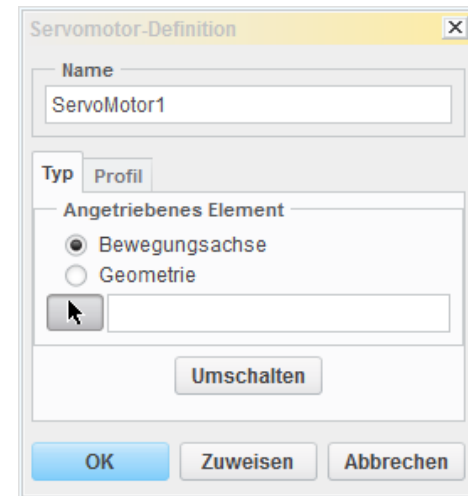 Servomotor-Definition
Name
ServoMotor1
Typ Profil
Angetriebenes Element
Bewegungsachse
Geometrie
Umschalten
OK Zuweisen Abbrechen